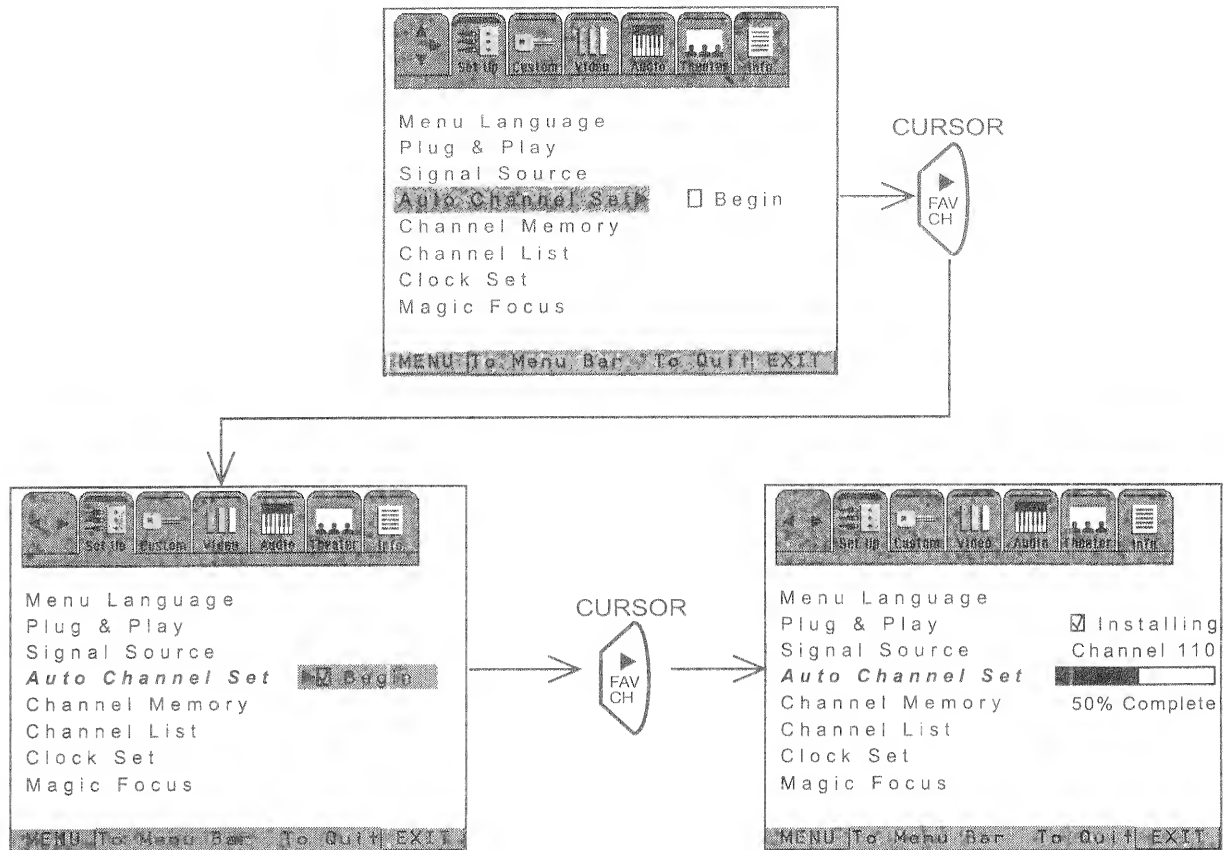 Set Up Custom Video Audio Theater Info
Menu Language
Plug & Play
Signal Source
Auto Channel Set Begin
Channel Memory
Channel List
Clock Set
Magic Focus
MENU To Menu Bar To Quit EXIT
CURSOR
FAV
CH
Set Up Custom Video Audio Theater Info
Menu Language
Plug & Play
Signal Source
Auto Channel Set Begin
Channel Memory
Channel List
Clock Set
Magic Focus
MENU To Menu Bar To Quit EXIT
CURSOR
FAV
CH
Set Up Custom Video Audio Theater Info
Menu Language
Plug & Play Installing
Signal Source Channel 110
Auto Channel Set
Channel Memory 50% Complete
Channel List
Clock Set
Magic Focus
MENU To Menu Bar To Quit EXIT